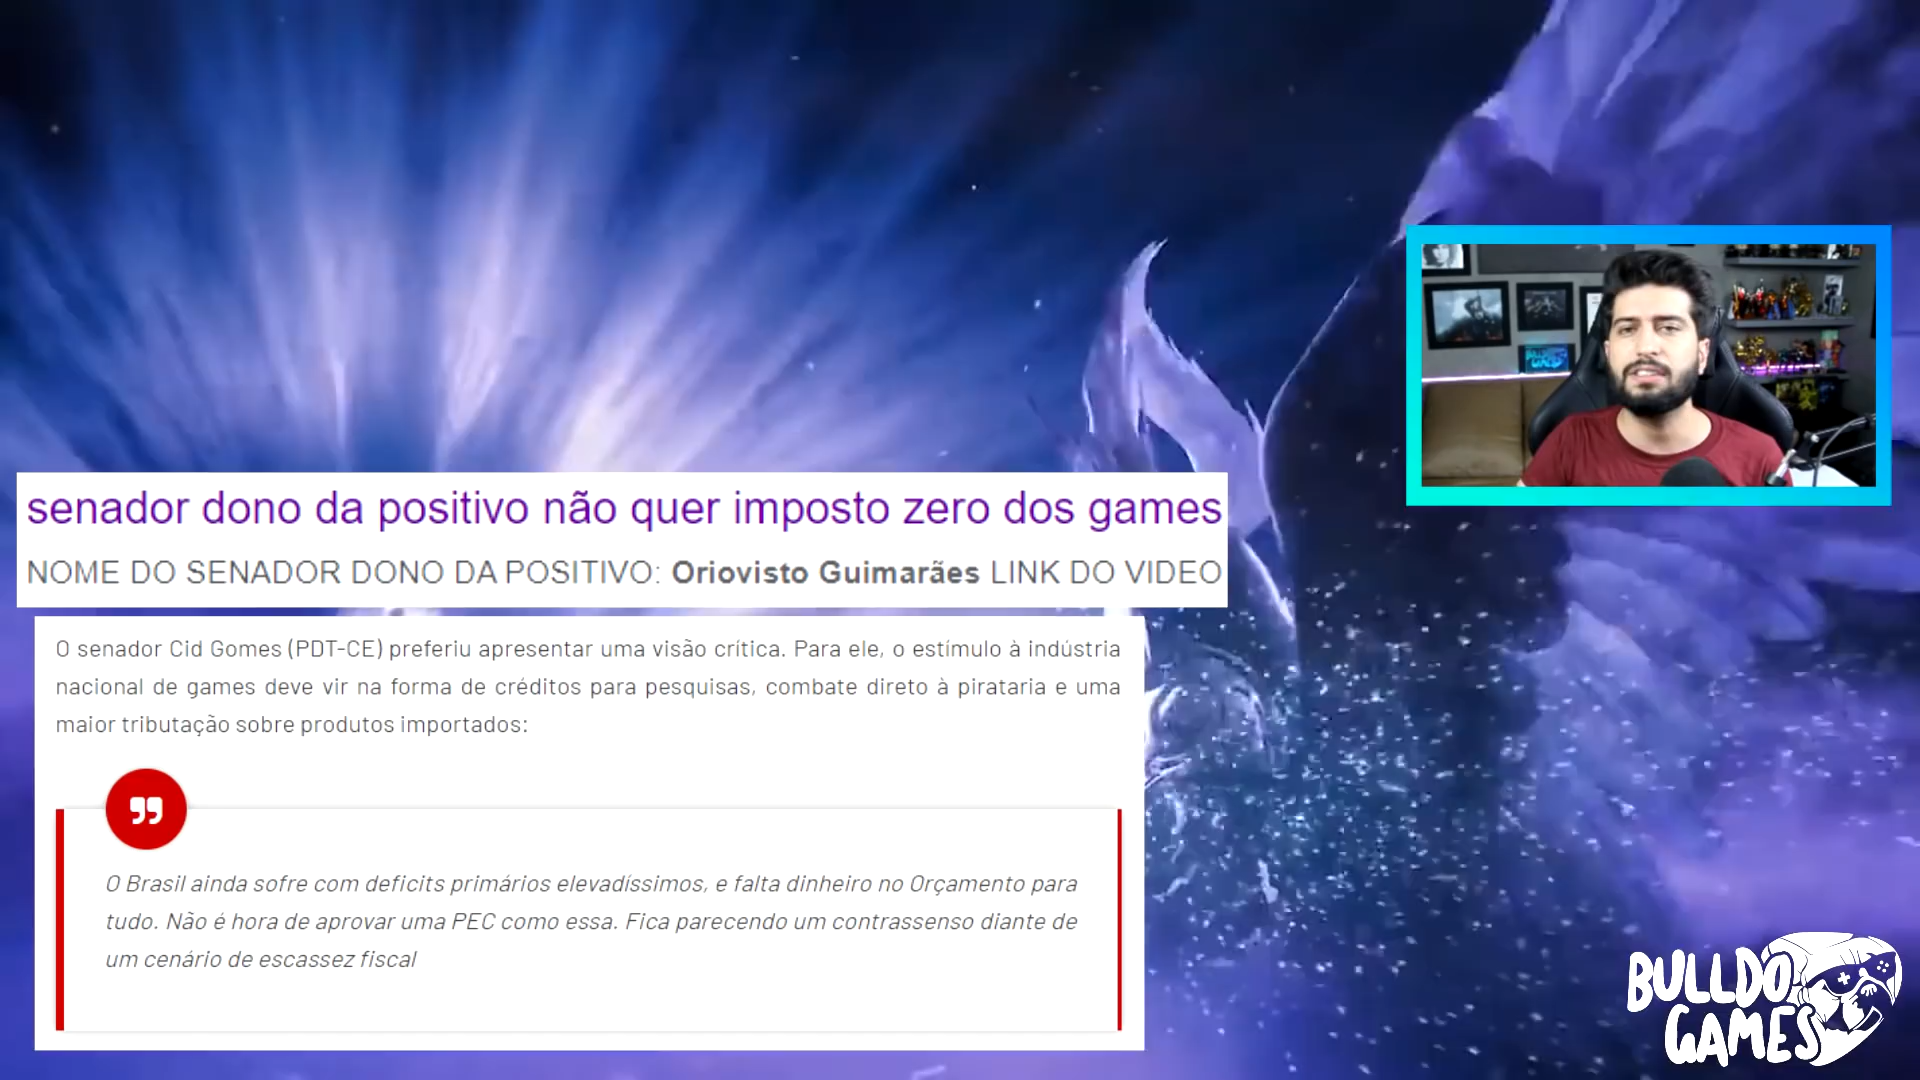 senador dono da positivo não quer imposto zero dos games
NOME DO SENADOR DONO DA POSITIVO: Oriovisto Guimarães LINK DO VIDEO
O senador Cid Gomes (PDT-CE) preferiu apresentar uma visão crítica. Para ele, o estímulo à indústria
nacional de games deve vir na forma de créditos para pesquisas, combate direto à pirataria e uma
maior tributação sobre produtos importados:
O Brasil ainda sofre com deficits primários elevadíssimos, e falta dinheiro no Orçamento para
tudo. Não é hora de aprovar uma PEC como essa. Fica parecendo um contrassenso diante de
um cenário de escassez fiscal
BULLDOG
GAMES